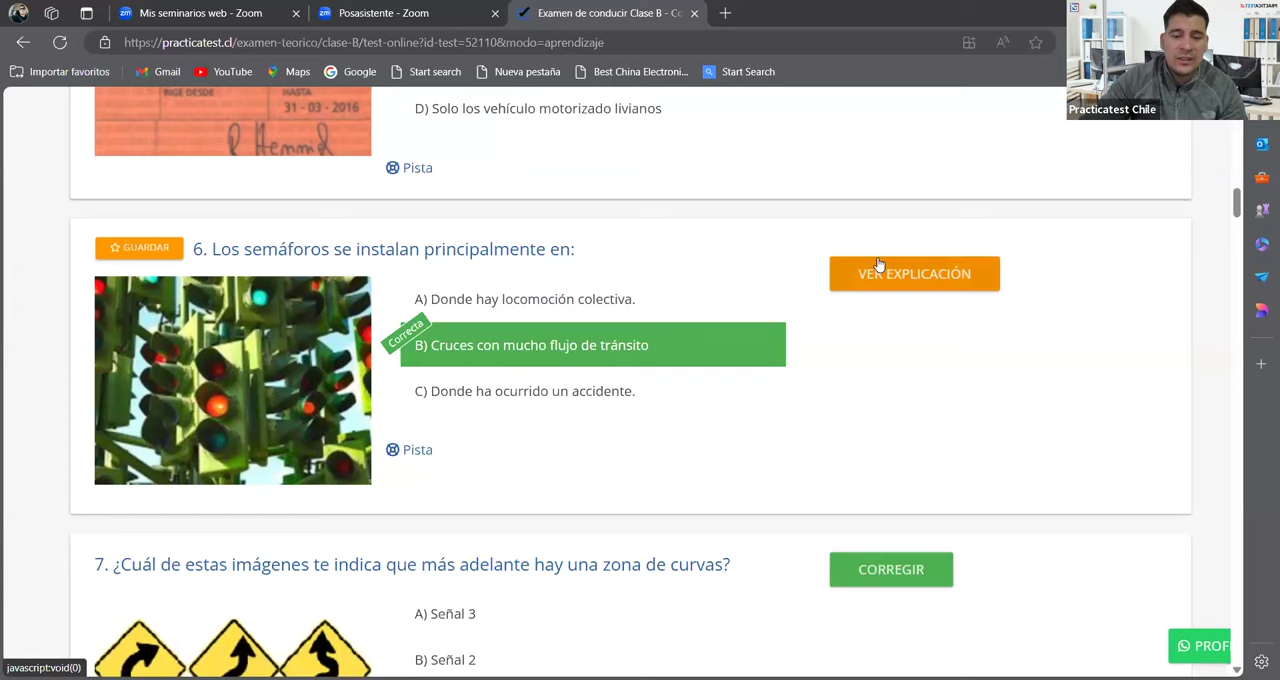 Mis seminarios web - Zoom
Posasistente - Zoom
Examen de conducir Clase B - Co
https://practicatest.cl/examen-teorico/clase-B/test-online?id-test=52110&modo=aprendizaje
Importar favoritos
Gmail
YouTube
Maps
Google
Start search
Nueva pestaña
Best China Electroni...
Start Search
Practicatest Chile
RIGE DESDE
HASTA
31 - 03 - 2016
D) Solo los vehículo motorizado livianos
Pista
GUARDAR
6. Los semáforos se instalan principalmente en:
VER EXPLICACIÓN
A) Donde hay locomoción colectiva.
Correcta
B) Cruces con mucho flujo de tránsito
C) Donde ha ocurrido un accidente.
Pista
7. ¿Cuál de estas imágenes te indica que más adelante hay una zona de curvas?
CORREGIR
A) Señal 3
B) Señal 2
PROF
javascript:void(0)